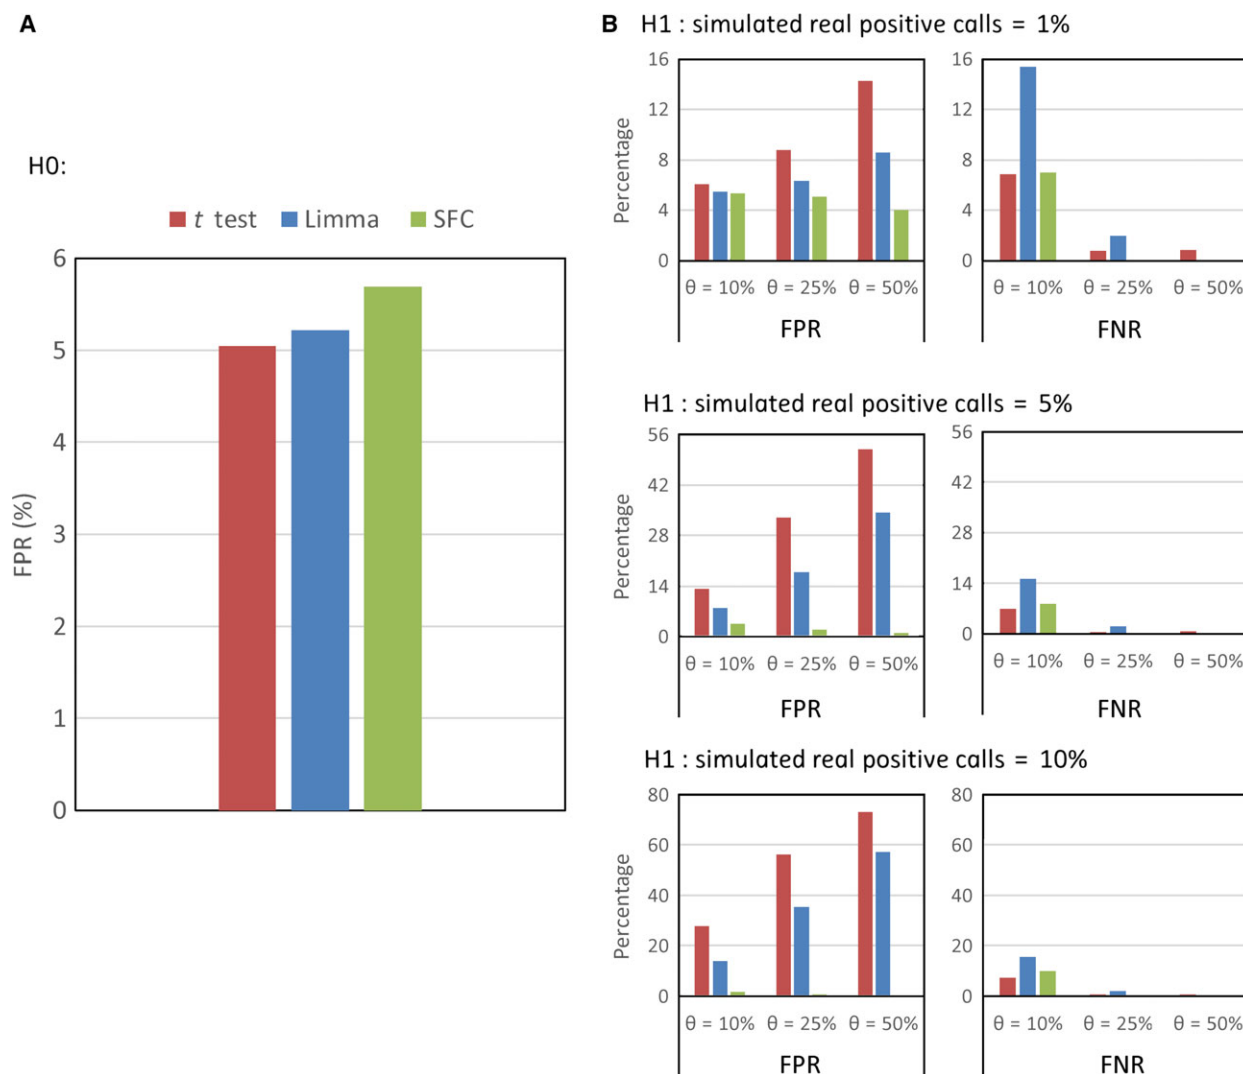 A
H0:
t test Limma SFC
6
5
4
3
2
1
0
FPR (%)
B H1 : simulated real positive calls = 1%
Percentage
16
12
8
4
0
θ = 10% θ = 25% θ = 50%
FPR
16
12
8
4
0
θ = 10% θ = 25% θ = 50%
FNR
H1 : simulated real positive calls = 5%
Percentage
56
42
28
14
0
θ = 10% θ = 25% θ = 50%
FPR
56
42
28
14
0
θ = 10% θ = 25% θ = 50%
FNR
H1 : simulated real positive calls = 10%
Percentage
80
60
40
20
0
θ = 10% θ = 25% θ = 50%
FPR
80
60
40
20
0
θ = 10% θ = 25% θ = 50%
FNR